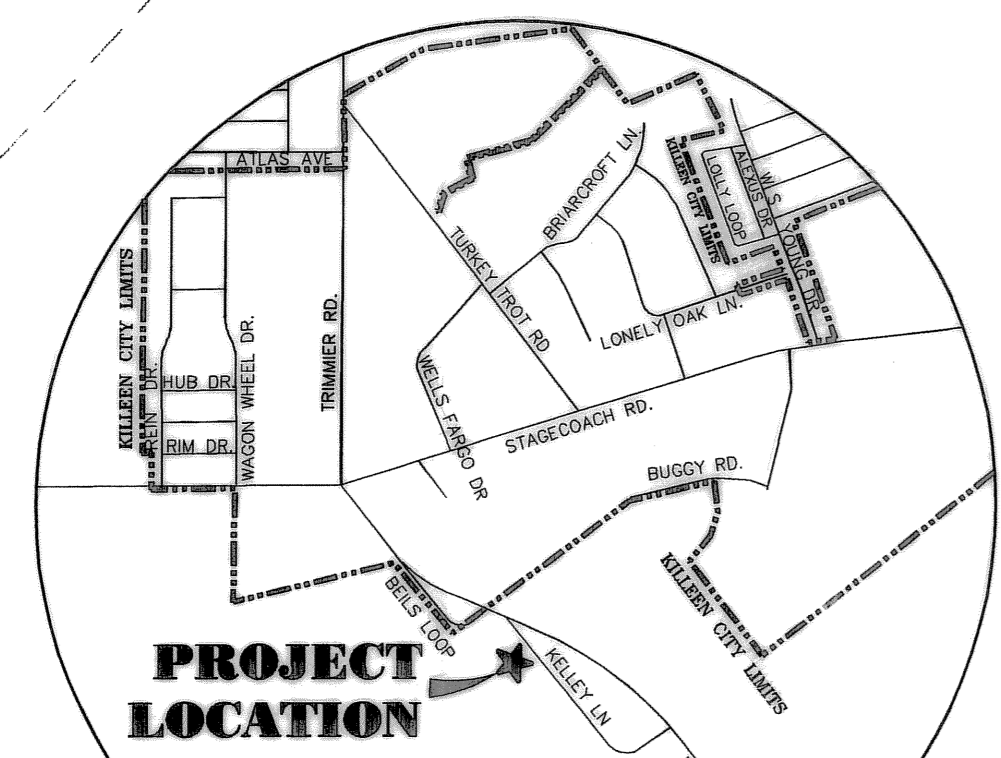 ATLAS AVE
BRIARCROFT LN.
KILLEEN CITY LIMITS
LOLLY LOOP
ALEXUS DR
W. S. YOUNG DR
TURKEY TROT RD
KILLEEN CITY LIMITS
TRIMMIER RD.
LONELY OAK LN.
REIN DR.
HUB DR.
WAGON WHEEL DR.
WELLS FARGO DR
RIM DR.
STAGECOACH RD.
BUGGY RD.
BEILS LOOP
KILLEEN CITY LIMITS
PROJECT
LOCATION
KELLEY LN